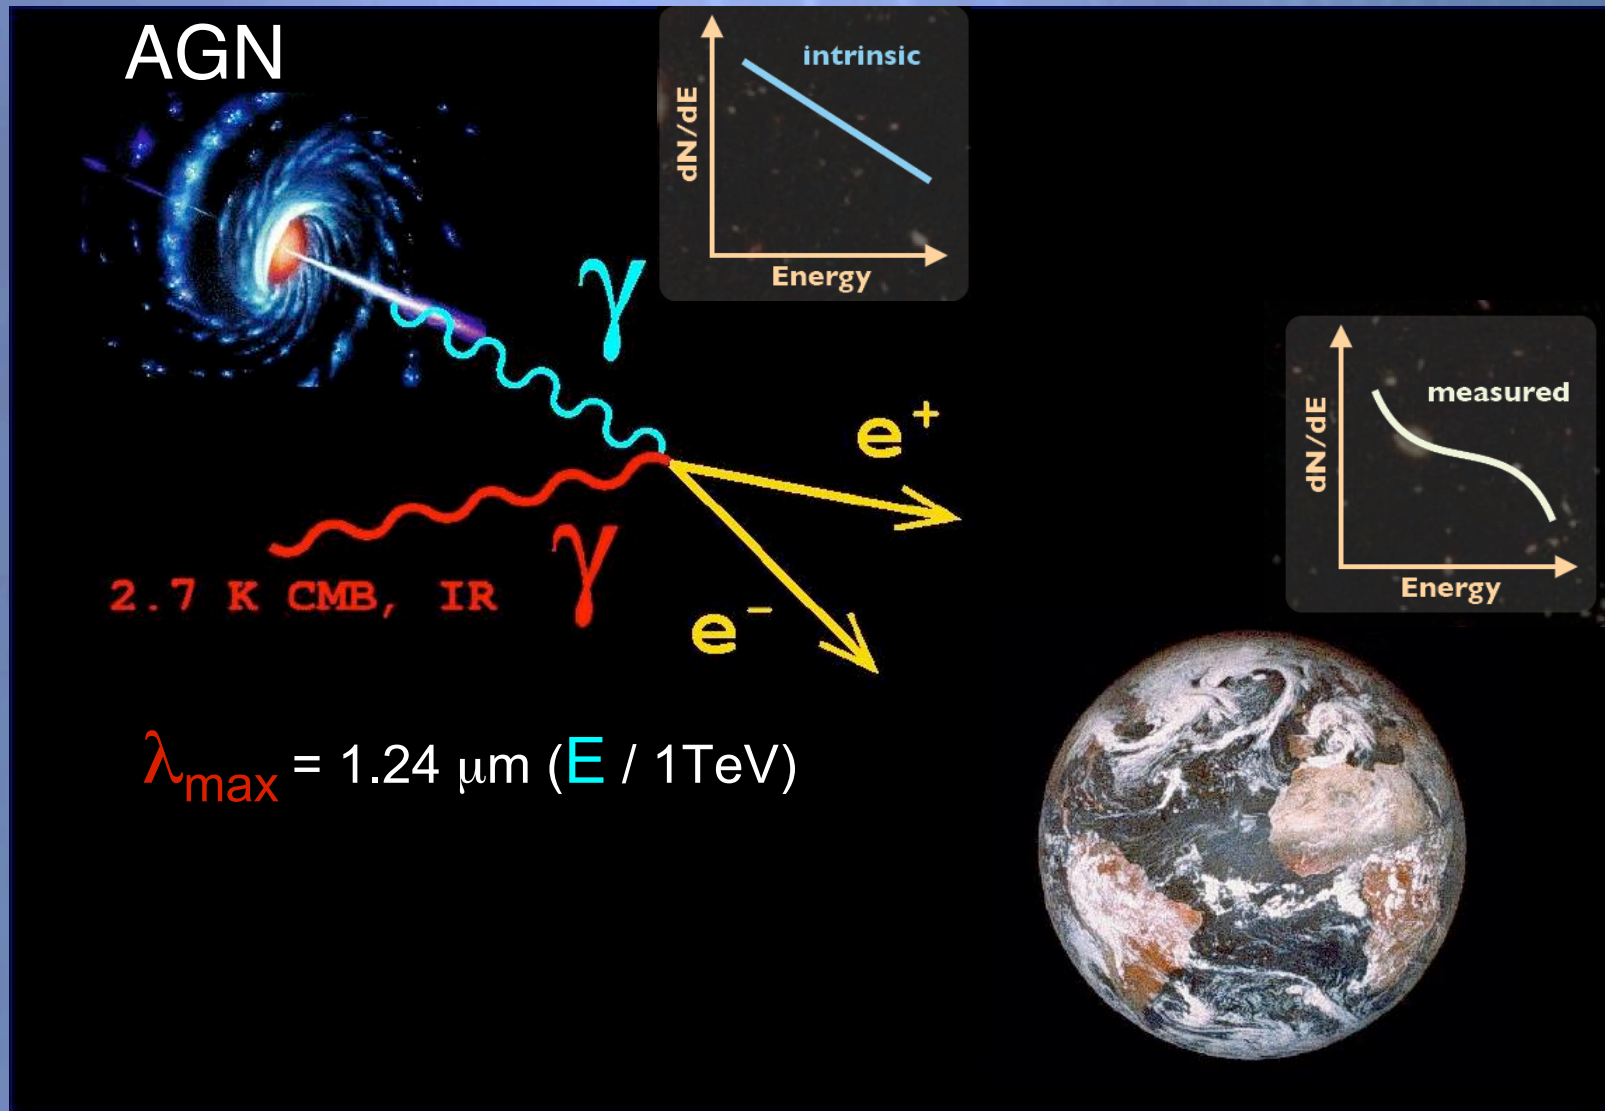 AGN
dN/dE
intrinsic
Energy
γ
dN/dE
measured
Energy
e⁺
γ
2.7 K CMB, IR
e⁻
λmax = 1.24 μm (E / 1TeV)